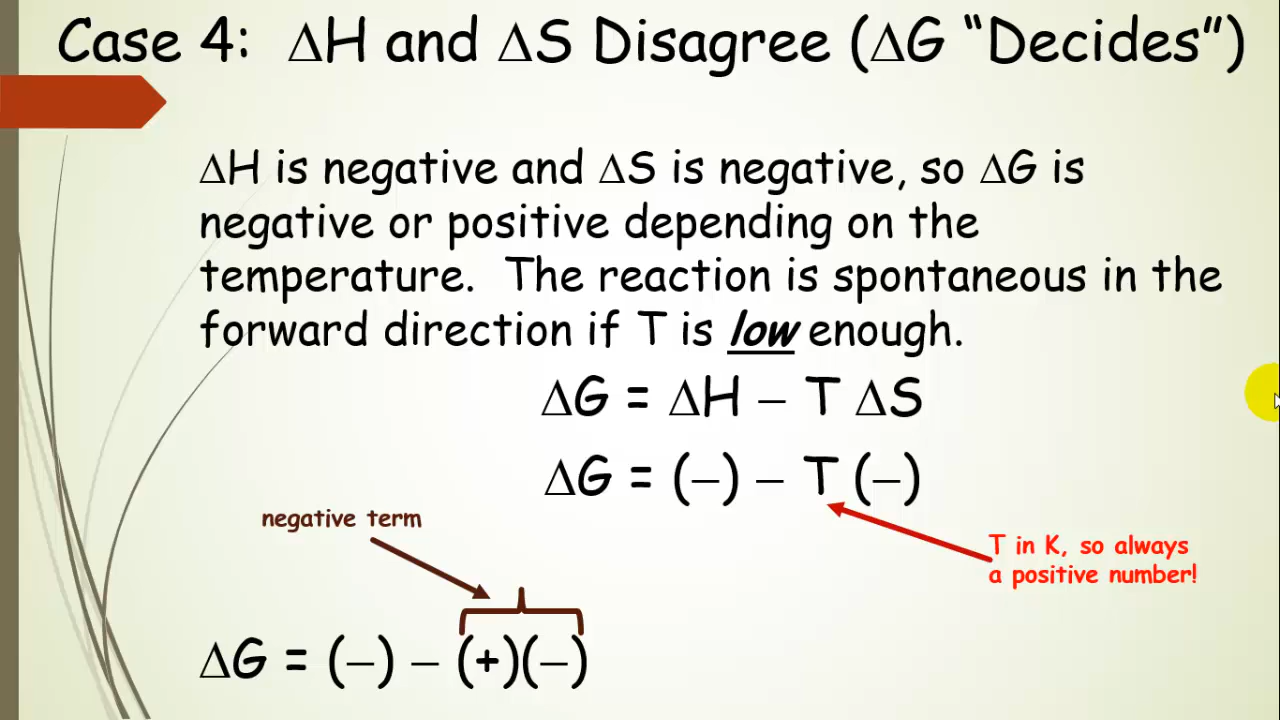 Case 4:  ΔH and ΔS Disagree (ΔG “Decides”)
ΔH is negative and ΔS is negative, so ΔG is
negative or positive depending on the
temperature.  The reaction is spontaneous in the
forward direction if T is low enough.
ΔG = ΔH – T ΔS
ΔG = (–) – T (–)
negative term
T in K, so always
a positive number!
ΔG = (–) – (+)(–)